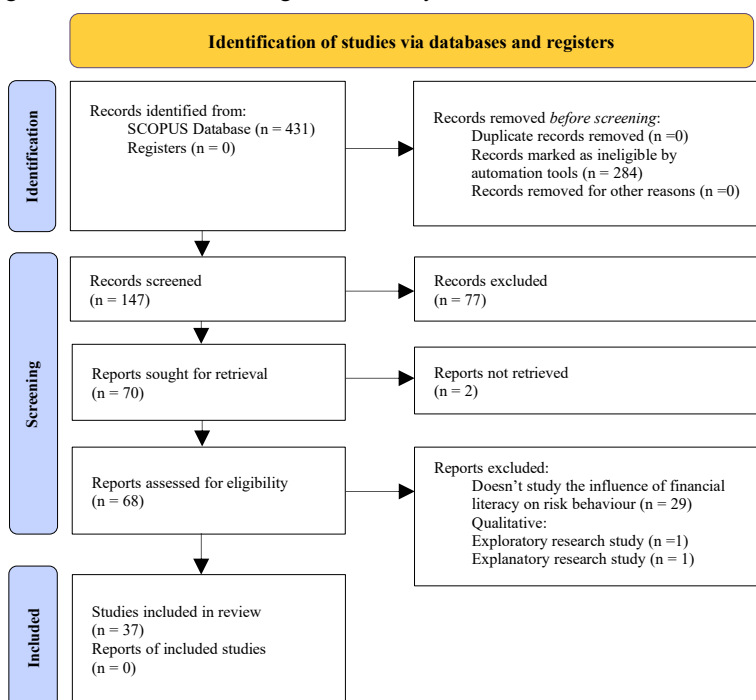 Identification of studies via databases and registers
Identification
Records identified from:
SCOPUS Database (n = 431)
Registers (n = 0)
Records removed before screening:
Duplicate records removed (n =0)
Records marked as ineligible by
automation tools (n = 284)
Records removed for other reasons (n =0)
Screening
Records screened
(n = 147)
Records excluded
(n = 77)
Reports sought for retrieval
(n = 70)
Reports not retrieved
(n = 2)
Reports assessed for eligibility
(n = 68)
Reports excluded:
Doesn’t study the influence of financial
literacy on risk behaviour (n = 29)
Qualitative:
Exploratory research study (n =1)
Explanatory research study (n = 1)
Included
Studies included in review
(n = 37)
Reports of included studies
(n = 0)